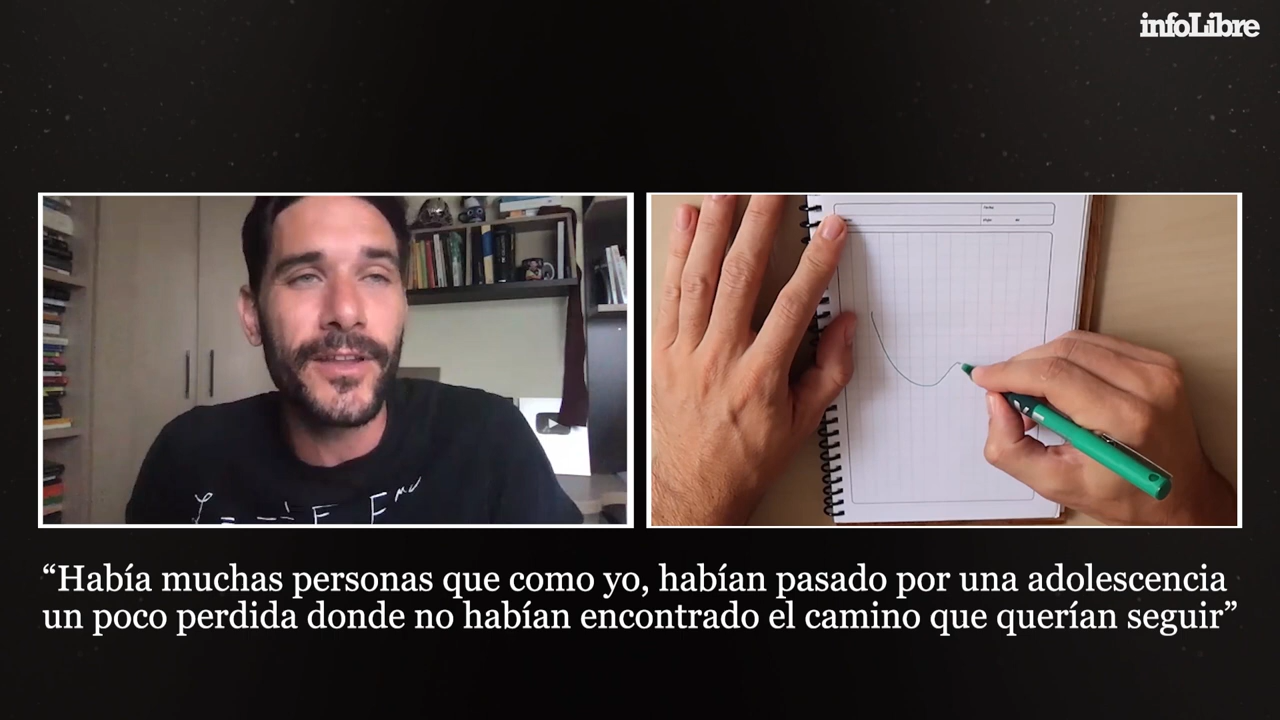 infoLibre
“Había muchas personas que como yo, habían pasado por una adolescencia
un poco perdida donde no habían encontrado el camino que querían seguir”